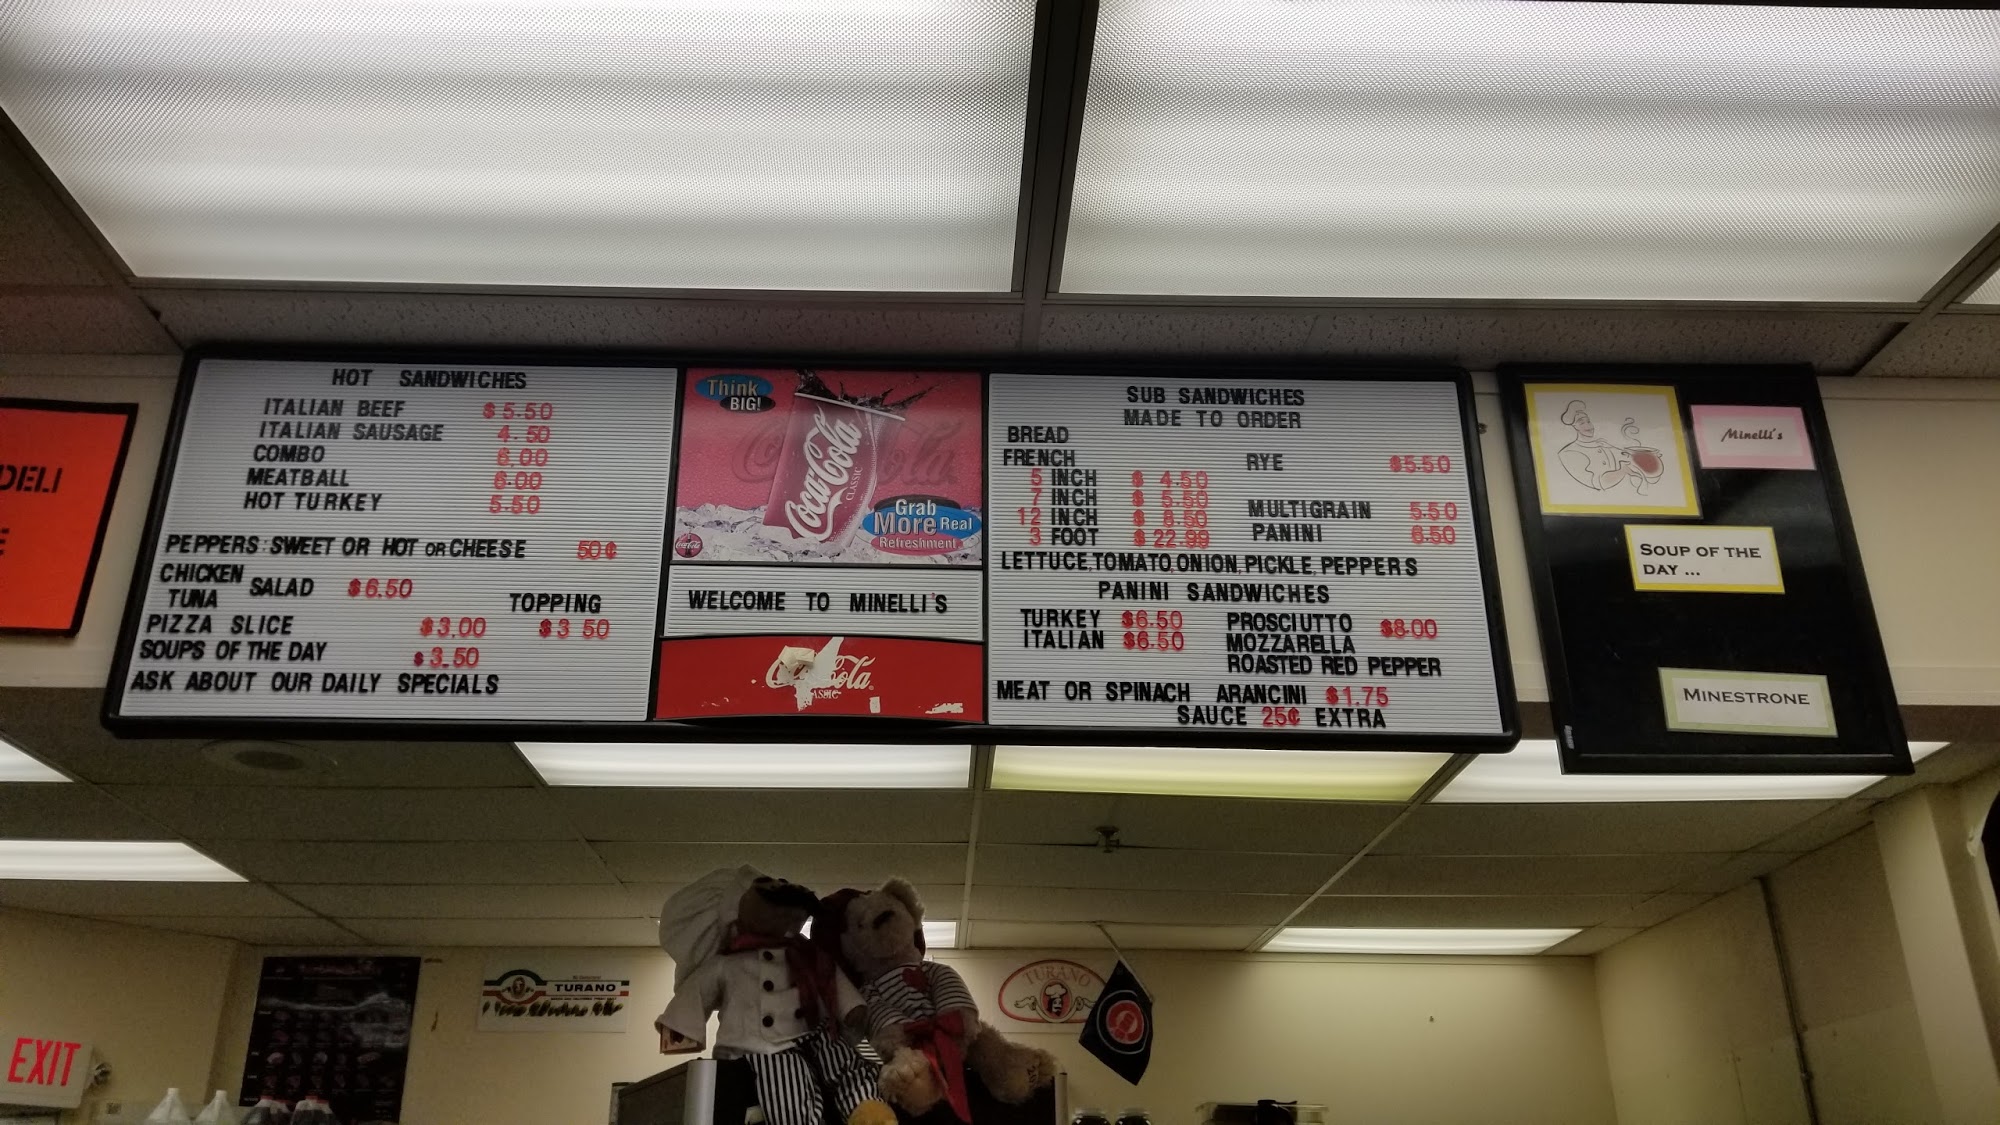 DELI
HOT SANDWICHES
ITALIAN BEEF $5.50
ITALIAN SAUSAGE 4.50
COMBO 6.00
MEATBALL 6.00
HOT TURKEY 5.50
PEPPERS: SWEET OR HOT OR CHEESE 50¢
CHICKEN
TUNA SALAD $6.50
TOPPING
PIZZA SLICE $3.00 $3 50
SOUPS OF THE DAY $3.50
ASK ABOUT OUR DAILY SPECIALS
Think
BIG!
Coca-Cola
CLASSIC
Grab
More Real
Refreshment
WELCOME TO MINELLI'S
SUB SANDWICHES
MADE TO ORDER
BREAD
FRENCH RYE $5.50
5 INCH $ 4.50
7 INCH $ 5.50
12 INCH $ 8.50 MULTIGRAIN 5.50
3 FOOT $ 22.99 PANINI 6.50
LETTUCE,TOMATO,ONION,PICKLE,PEPPERS
PANINI SANDWICHES
TURKEY $6.50 PROSCIUTTO $8.00
ITALIAN $6.50 MOZZARELLA
ROASTED RED PEPPER
MEAT OR SPINACH ARANCINI $1.75
SAUCE 25¢ EXTRA
Minelli's
SOUP OF THE
DAY ...
MINESTRONE
TURANO
TURANO
EXIT